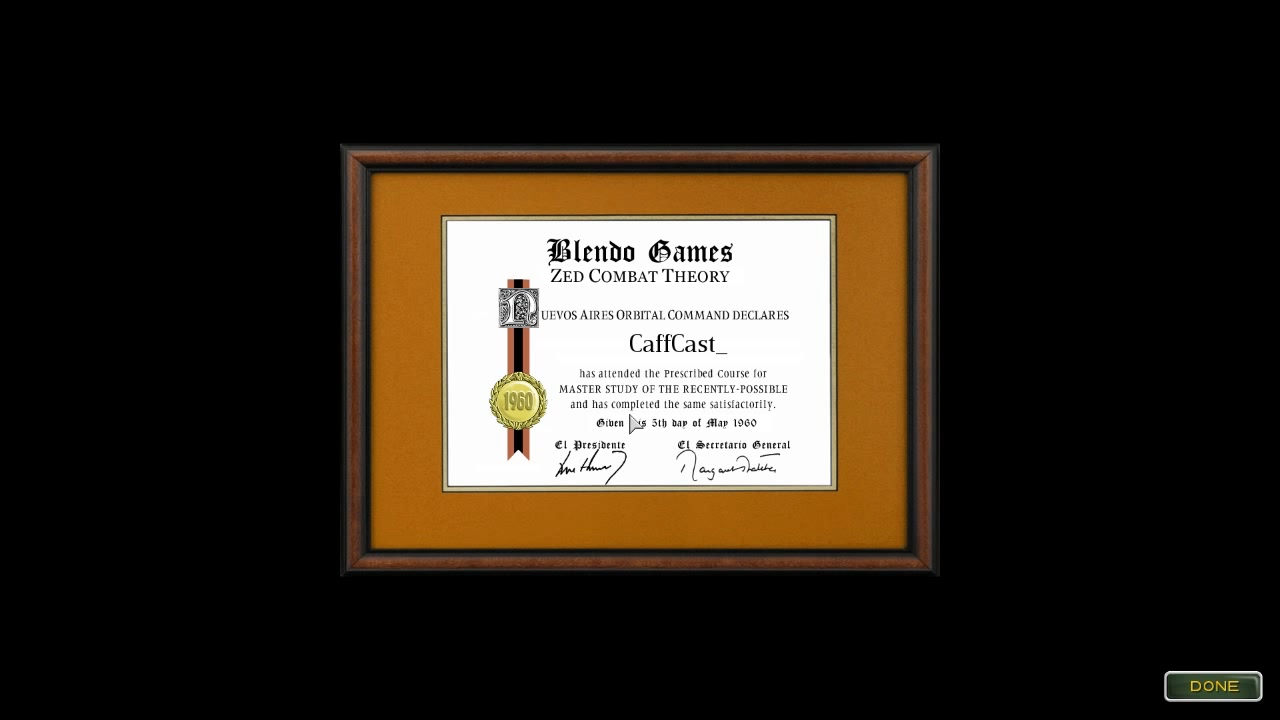 Blendo Games
ZED COMBAT THEORY
NUEVOS AIRES ORBITAL COMMAND DECLARES
CaffCast_
has attended the Prescribed Course for
MASTER STUDY OF THE RECENTLY-POSSIBLE
and has completed the same satisfactorily.
Given is 5th day of May 1960
1960
El Presidente El Secretario General
DONE